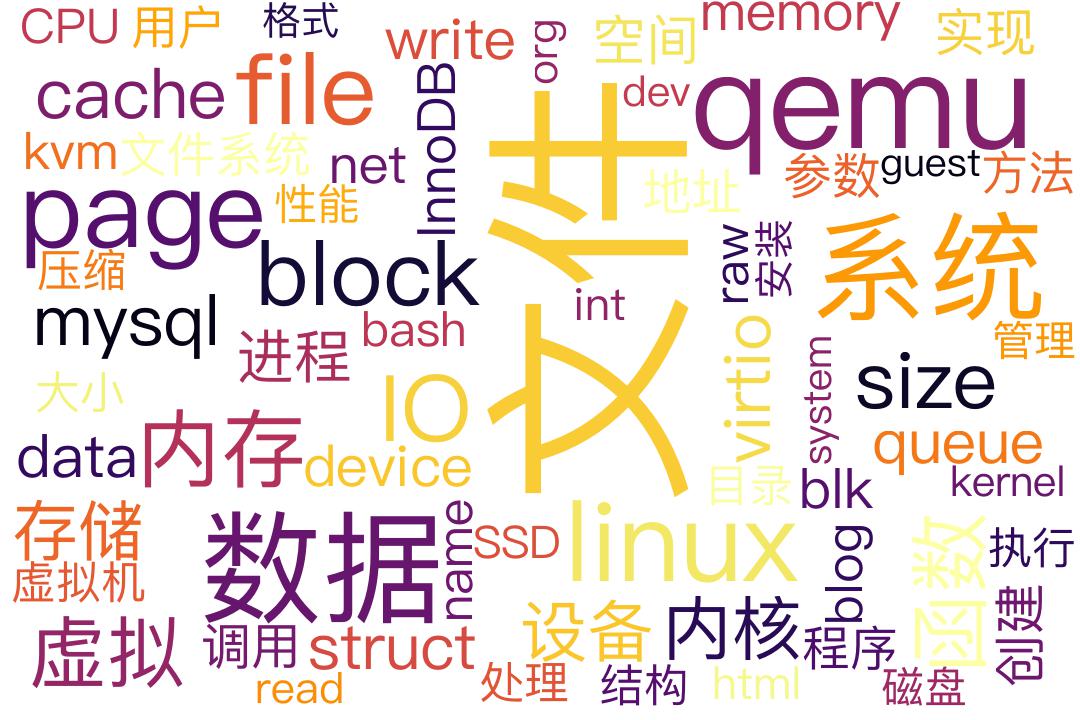 CPU
用户
格式
write
org
空间
memory
实现
cache
file
InnoDB
dev
qemu
kvm
文件系统
net
文件
地址
参数
guest
方法
page
性能
压缩
block
raw
安装
系统
int
mysql
进程
bash
virtio
system
管理
size
大小
IO
queue
data
内存
device
目录
blk
kernel
存储
数据
name
SSD
linux
blog
函数
执行
虚拟机
虚拟
调用
struct
设备
内核
程序
创建
read
处理
结构
html
磁盘